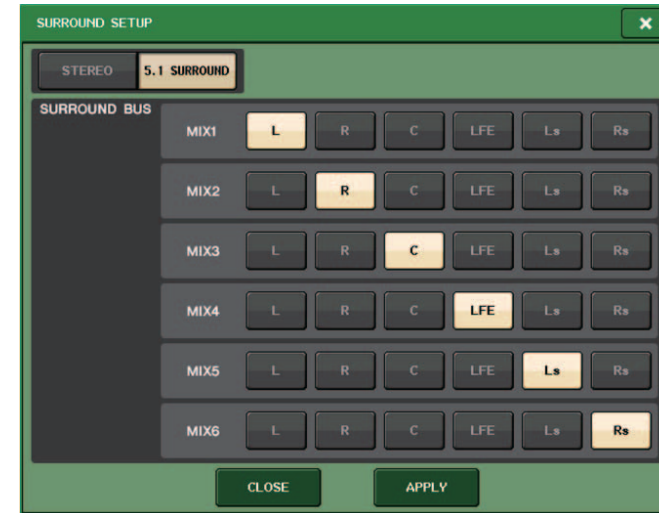 SURROUND SETUP ×
STEREO 5.1 SURROUND
SURROUND BUS
MIX1 L R C LFE Ls Rs
MIX2 L R C LFE Ls Rs
MIX3 L R C LFE Ls Rs
MIX4 L R C LFE Ls Rs
MIX5 L R C LFE Ls Rs
MIX6 L R C LFE Ls Rs
CLOSE APPLY